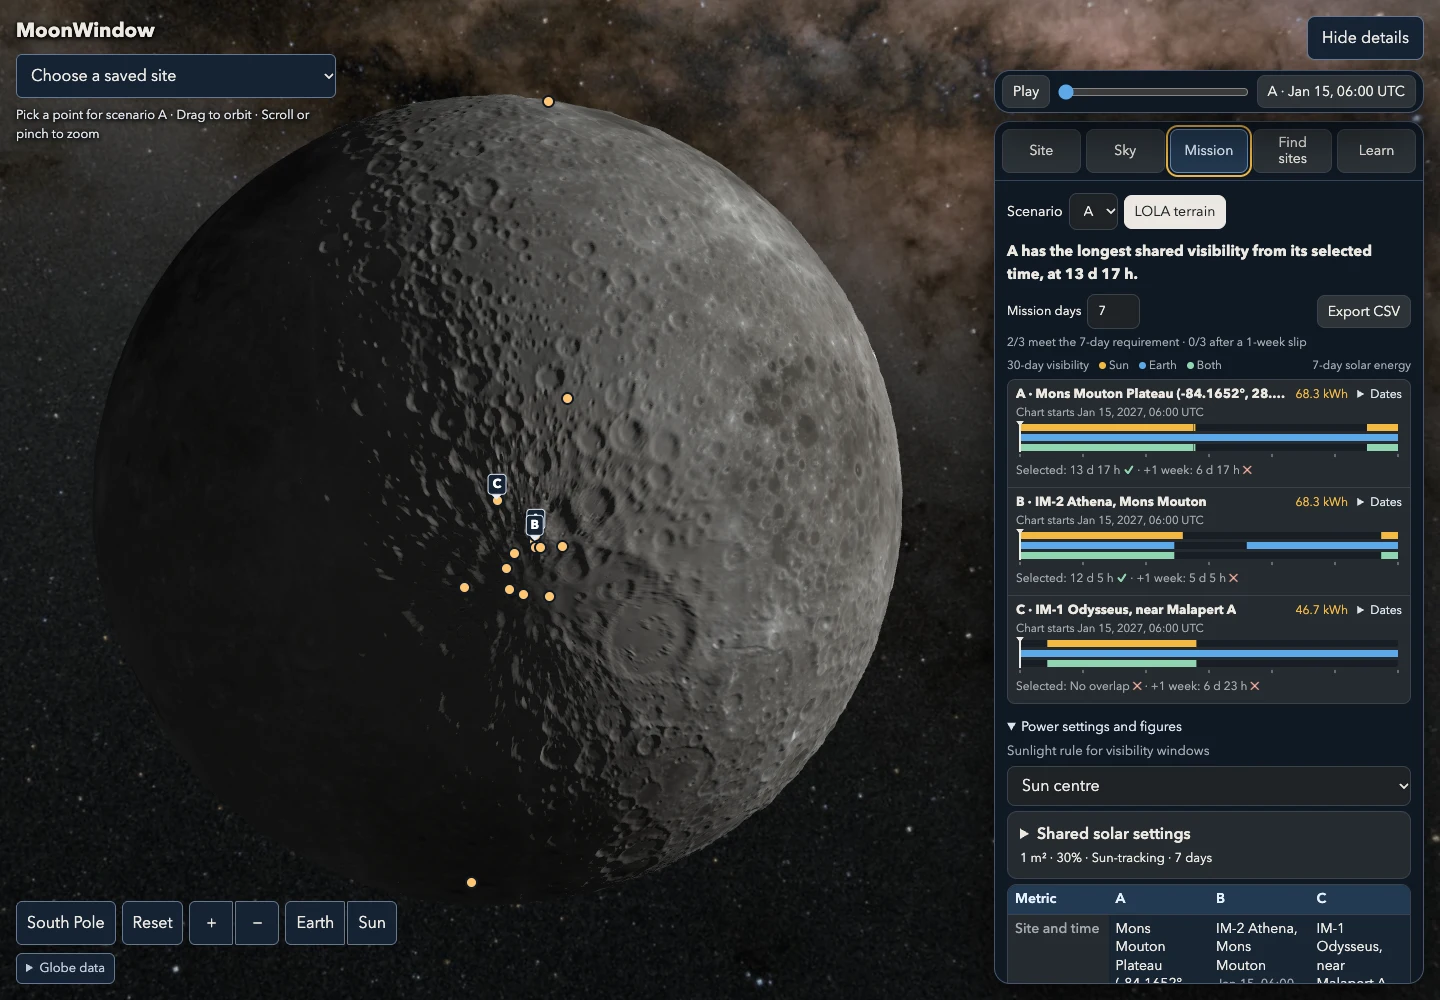 MoonWindow
Choose a saved site
Pick a point for scenario A · Drag to orbit · Scroll or
pinch to zoom
Hide details
Play
A · Jan 15, 06:00 UTC
Site
Sky
Mission
Find
sites
Learn
Scenario
A
LOLA terrain
A has the longest shared visibility from its selected
time, at 13 d 17 h.
Mission days
7
Export CSV
2/3 meet the 7-day requirement · 0/3 after a 1-week slip
30-day visibility
Sun
Earth
Both
7-day solar energy
A · Mons Mouton Plateau (-84.1652°, 28.... 68.3 kWh ▶ Dates
Chart starts Jan 15, 2027, 06:00 UTC
Selected: 13 d 17 h ✓ · +1 week: 6 d 17 h ✕
B · IM-2 Athena, Mons Mouton 68.3 kWh ▶ Dates
Chart starts Jan 15, 2027, 06:00 UTC
Selected: 12 d 5 h ✓ · +1 week: 5 d 5 h ✕
C · IM-1 Odysseus, near Malapert A 46.7 kWh ▶ Dates
Chart starts Jan 15, 2027, 06:00 UTC
Selected: No overlap ✕ · +1 week: 6 d 23 h ✕
▼ Power settings and figures
Sunlight rule for visibility windows
Sun centre
▶ Shared solar settings
1 m² · 30% · Sun-tracking · 7 days
Metric A B C
Site and time
Mons
Mouton
Plateau
(-84.1652°
IM-2 Athena,
Mons
Mouton
Jan 15, 06:00
IM-1
Odysseus,
near
Malapert A
C
B
South Pole
Reset
+
−
Earth
Sun
▶ Globe data